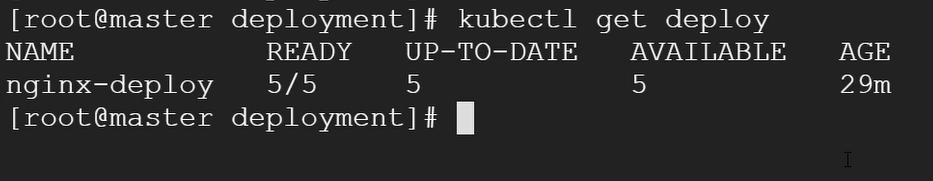 [root@master deployment]# kubectl get deploy
NAME READY UP-TO-DATE AVAILABLE AGE
nginx-deploy 5/5 5 5 29m
[root@master deployment]#